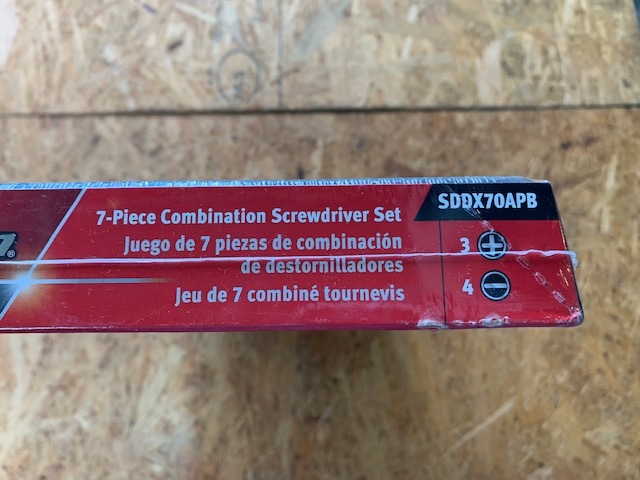 7-Piece Combination Screwdriver Set
Juego de 7 piezas de combinación
de destornilladores
Jeu de 7 combiné tournevis
SDDX70APB
3
4